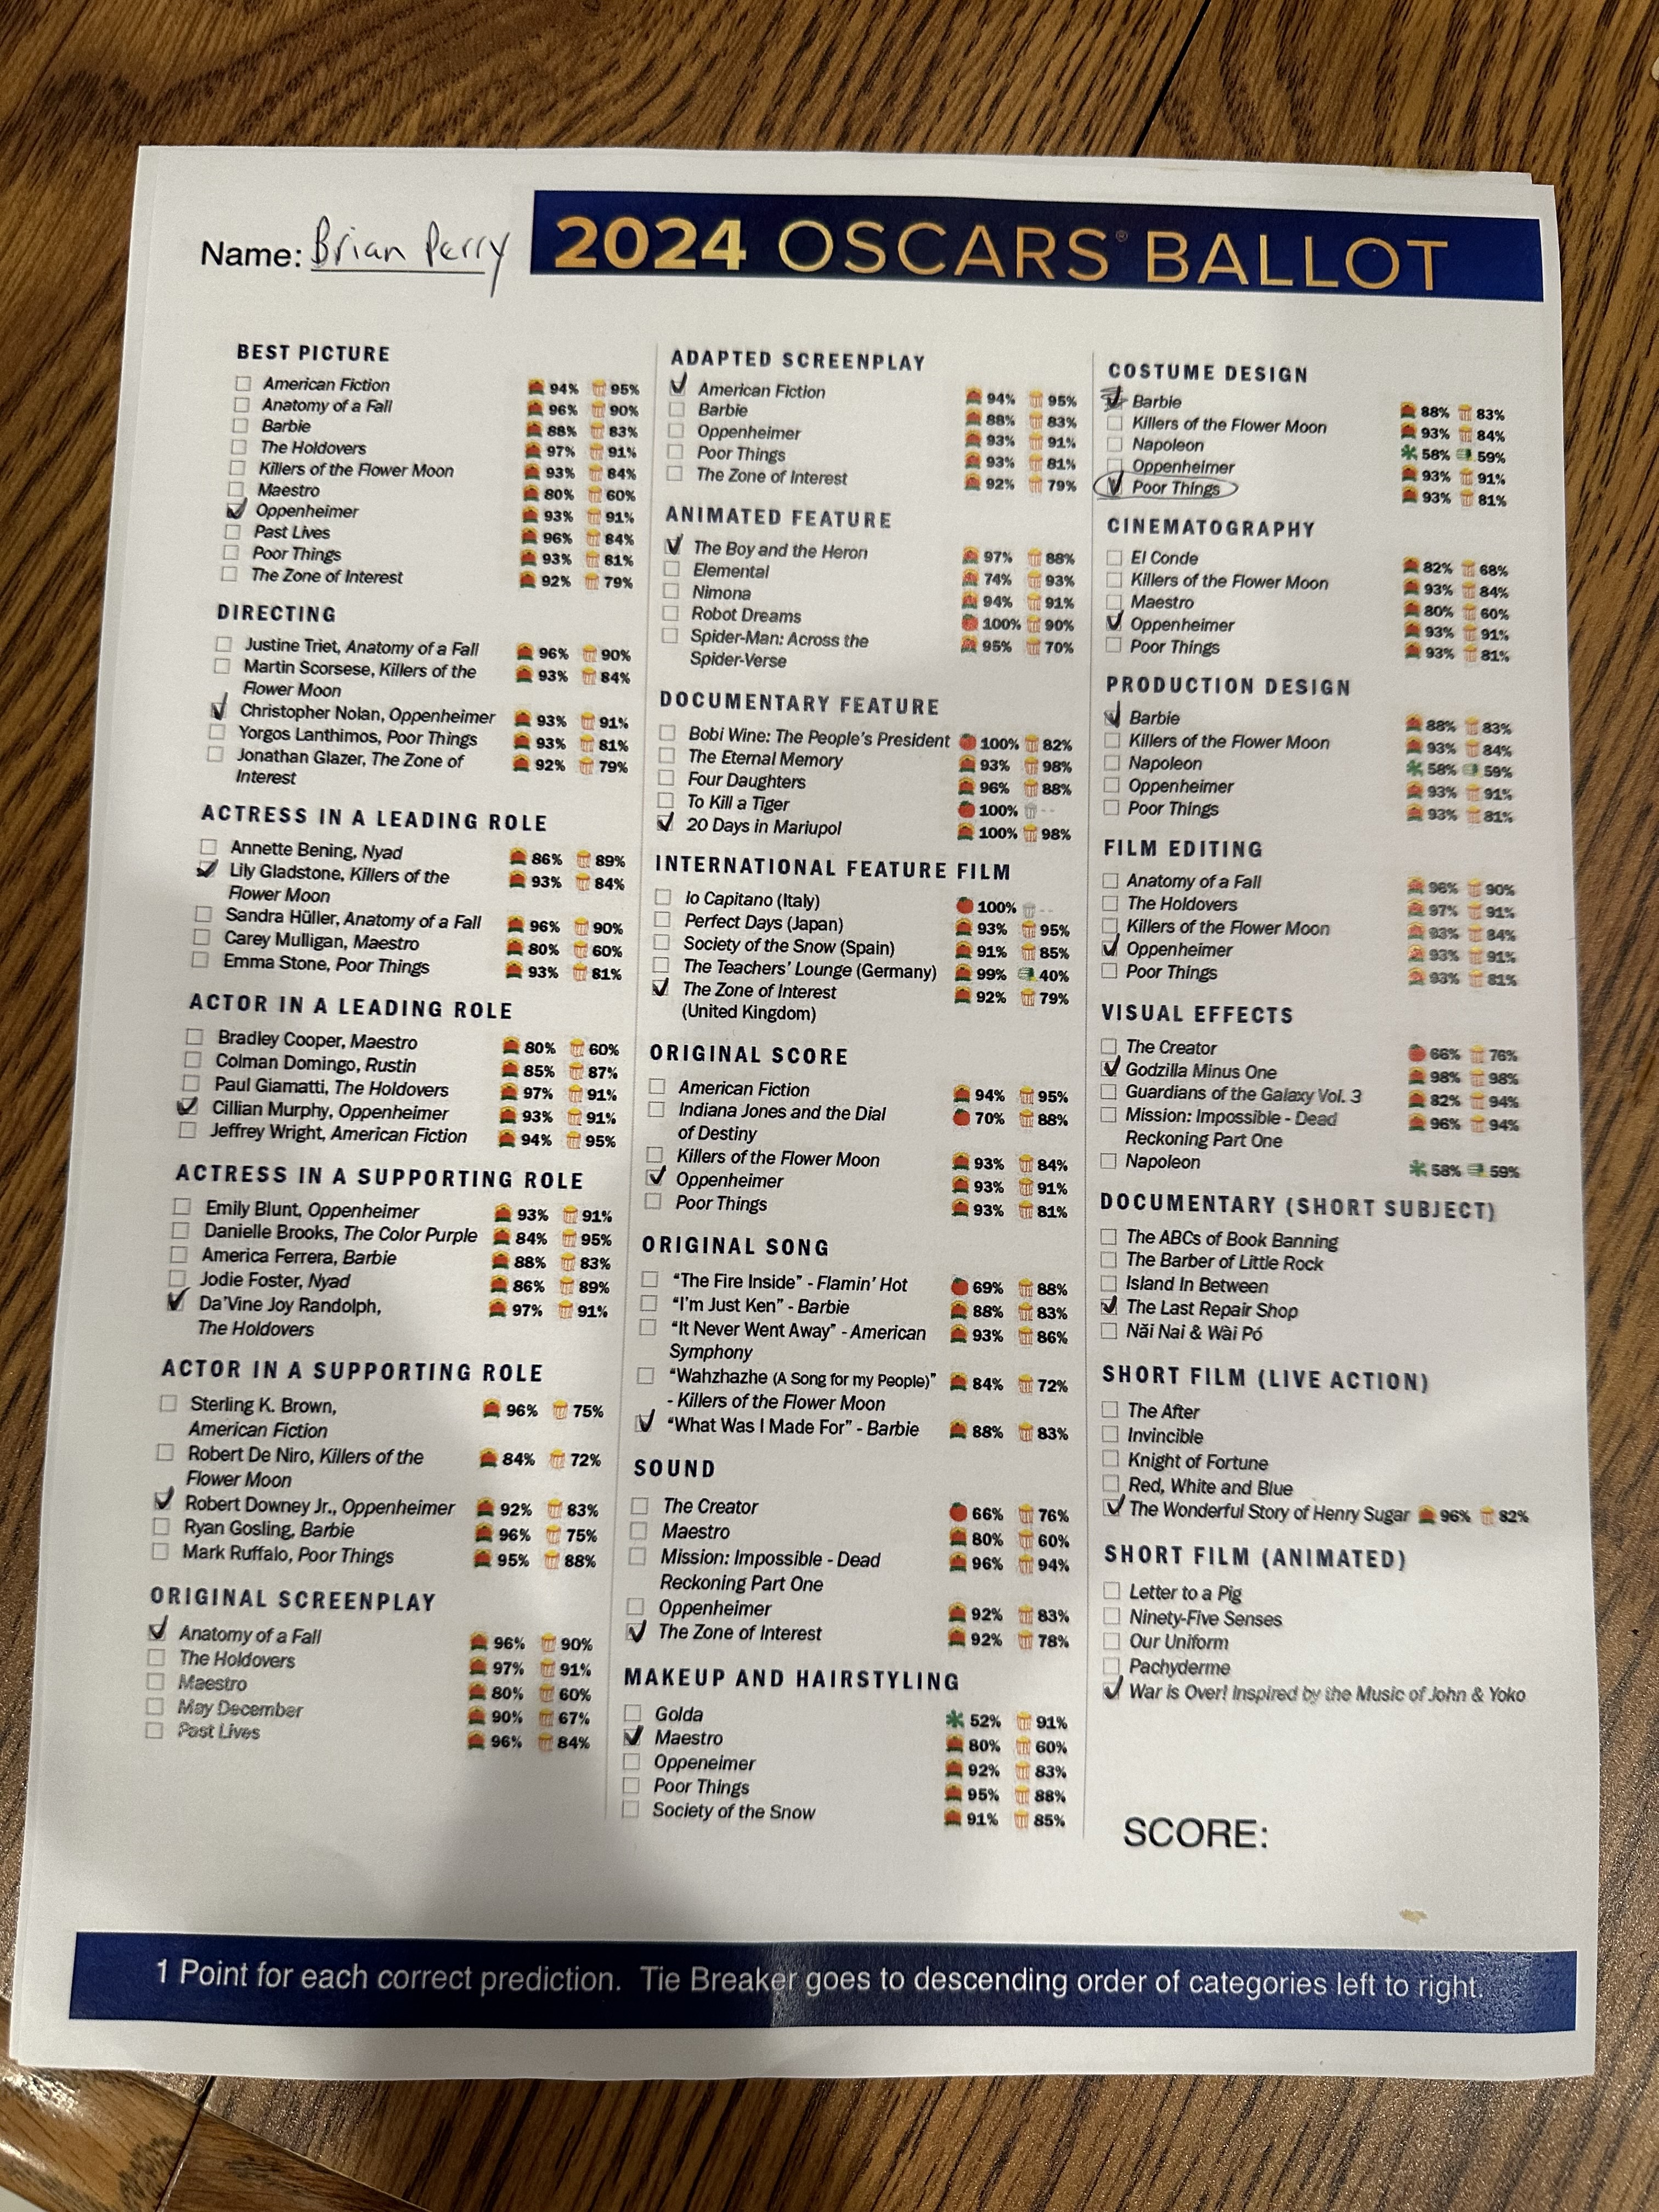 Name: Brian Perry
2024 OSCARS® BALLOT
BEST PICTURE
American Fiction 94% 95%
Anatomy of a Fall 96% 90%
Barbie 88% 83%
The Holdovers 97% 91%
Killers of the Flower Moon 93% 84%
Maestro 80% 60%
Oppenheimer 93% 91%
Past Lives 96% 84%
Poor Things 93% 81%
The Zone of Interest 92% 79%
DIRECTING
Justine Triet, Anatomy of a Fall 96% 90%
Martin Scorsese, Killers of the 93% 84%
Flower Moon
Christopher Nolan, Oppenheimer 93% 91%
Yorgos Lanthimos, Poor Things 93% 81%
Jonathan Glazer, The Zone of 92% 79%
Interest
ACTRESS IN A LEADING ROLE
Annette Bening, Nyad 86% 89%
Lily Gladstone, Killers of the 93% 84%
Flower Moon
Sandra Hüller, Anatomy of a Fall 96% 90%
Carey Mulligan, Maestro 80% 60%
Emma Stone, Poor Things 93% 81%
ACTOR IN A LEADING ROLE
Bradley Cooper, Maestro 80% 60%
Colman Domingo, Rustin 85% 87%
Paul Giamatti, The Holdovers 97% 91%
Cillian Murphy, Oppenheimer 93% 91%
Jeffrey Wright, American Fiction 94% 95%
ACTRESS IN A SUPPORTING ROLE
Emily Blunt, Oppenheimer 93% 91%
Danielle Brooks, The Color Purple 84% 95%
America Ferrera, Barbie 88% 83%
Jodie Foster, Nyad 86% 89%
Da'Vine Joy Randolph, 97% 91%
The Holdovers
ACTOR IN A SUPPORTING ROLE
Sterling K. Brown, 96% 75%
American Fiction
Robert De Niro, Killers of the 84% 72%
Flower Moon
Robert Downey Jr., Oppenheimer 92% 83%
Ryan Gosling, Barbie 96% 75%
Mark Ruffalo, Poor Things 95% 88%
ORIGINAL SCREENPLAY
Anatomy of a Fall 96% 90%
The Holdovers 97% 91%
Maestro 80% 60%
May December 90% 67%
Past Lives 96% 84%
ADAPTED SCREENPLAY
American Fiction 94% 95%
Barbie 88% 83%
Oppenheimer 93% 91%
Poor Things 93% 81%
The Zone of Interest 92% 79%
ANIMATED FEATURE
The Boy and the Heron 97% 88%
Elemental 74% 93%
Nimona 94% 91%
Robot Dreams 100% 90%
Spider-Man: Across the 95% 70%
Spider-Verse
DOCUMENTARY FEATURE
Bobi Wine: The People's President 100% 82%
The Eternal Memory 93% 98%
Four Daughters 96% 88%
To Kill a Tiger 100% --
20 Days in Mariupol 100% 98%
INTERNATIONAL FEATURE FILM
Io Capitano (Italy) 100% --
Perfect Days (Japan) 93% 95%
Society of the Snow (Spain) 91% 85%
The Teachers' Lounge (Germany) 99% 40%
The Zone of Interest 92% 79%
(United Kingdom)
ORIGINAL SCORE
American Fiction 94% 95%
Indiana Jones and the Dial 70% 88%
of Destiny
Killers of the Flower Moon 93% 84%
Oppenheimer 93% 91%
Poor Things 93% 81%
ORIGINAL SONG
"The Fire Inside" - Flamin' Hot 69% 88%
"I'm Just Ken" - Barbie 88% 83%
"It Never Went Away" - American 93% 86%
Symphony
"Wahzhazhe (A Song for my People)" 84% 72%
- Killers of the Flower Moon
"What Was I Made For" - Barbie 88% 83%
SOUND
The Creator 66% 76%
Maestro 80% 60%
Mission: Impossible - Dead 96% 94%
Reckoning Part One
Oppenheimer 92% 83%
The Zone of Interest 92% 78%
MAKEUP AND HAIRSTYLING
Golda 52% 91%
Maestro 80% 60%
Oppeneimer 92% 83%
Poor Things 95% 88%
Society of the Snow 91% 85%
COSTUME DESIGN
Barbie 88% 83%
Killers of the Flower Moon 93% 84%
Napoleon 58% 59%
Oppenheimer 93% 91%
Poor Things 93% 81%
CINEMATOGRAPHY
El Conde 82% 68%
Killers of the Flower Moon 93% 84%
Maestro 80% 60%
Oppenheimer 93% 91%
Poor Things 93% 81%
PRODUCTION DESIGN
Barbie 88% 83%
Killers of the Flower Moon 93% 84%
Napoleon 58% 59%
Oppenheimer 93% 91%
Poor Things 93% 81%
FILM EDITING
Anatomy of a Fall 96% 90%
The Holdovers 97% 91%
Killers of the Flower Moon 93% 84%
Oppenheimer 93% 91%
Poor Things 93% 81%
VISUAL EFFECTS
The Creator 66% 76%
Godzilla Minus One 98% 98%
Guardians of the Galaxy Vol. 3 82% 94%
Mission: Impossible - Dead 96% 94%
Reckoning Part One
Napoleon 58% 59%
DOCUMENTARY (SHORT SUBJECT)
The ABCs of Book Banning
The Barber of Little Rock
Island In Between
The Last Repair Shop
Năi Nai & Wài Pó
SHORT FILM (LIVE ACTION)
The After
Invincible
Knight of Fortune
Red, White and Blue
The Wonderful Story of Henry Sugar 96% 82%
SHORT FILM (ANIMATED)
Letter to a Pig
Ninety-Five Senses
Our Uniform
Pachyderme
War is Over! Inspired by the Music of John & Yoko
SCORE:
1 Point for each correct prediction. Tie Breaker goes to descending order of categories left to right.